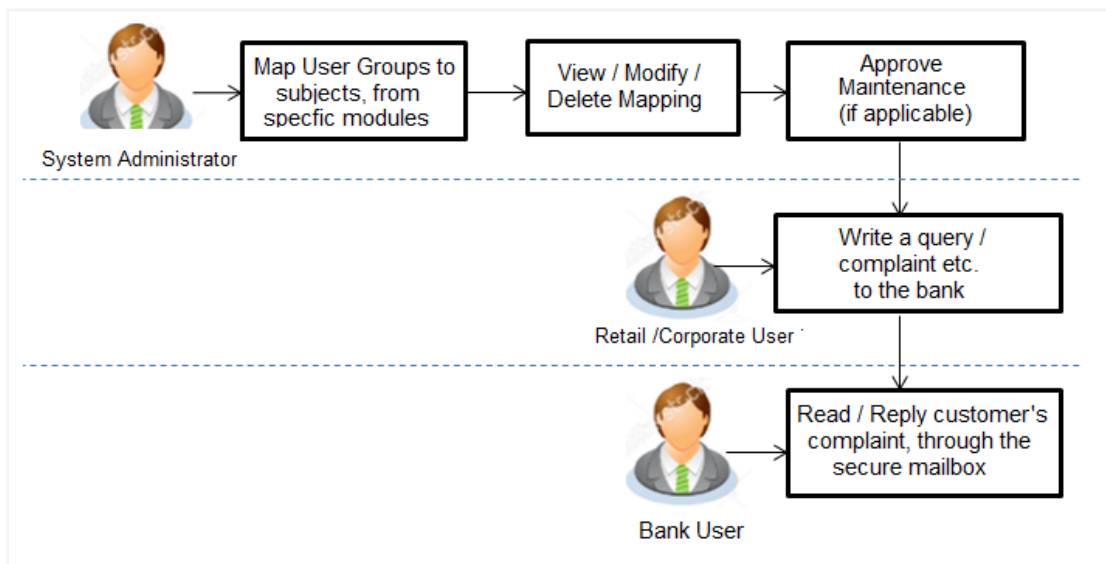 Map User Groups to
subjects, from
specfic modules
View / Modify /
Delete Mapping
Approve
Maintenance
(if applicable)
System Administrator
Write a query /
complaint etc.
to the bank
Retail /Corporate User
Read / Reply customer's
complaint, through the
secure mailbox
Bank User